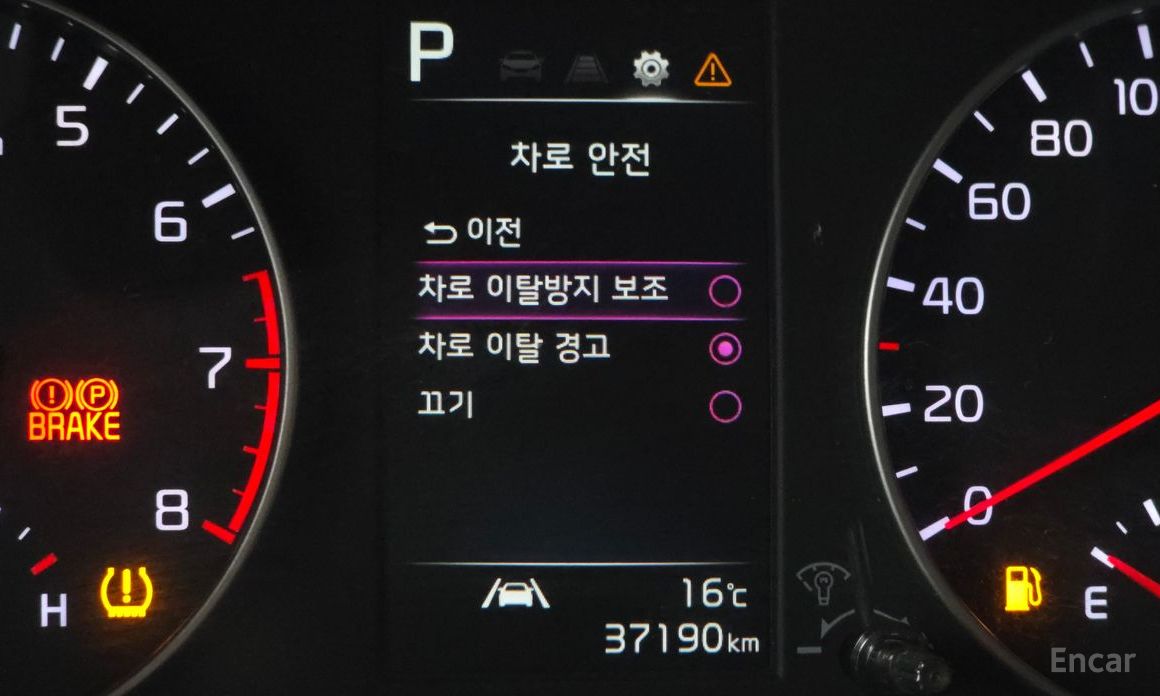 P
차로 안전
이전
차로 이탈방지 보조
차로 이탈 경고
끄기
16℃
37190km
5
6
7
8
P
BRAKE
H
10
80
60
40
20
0
E
Encar